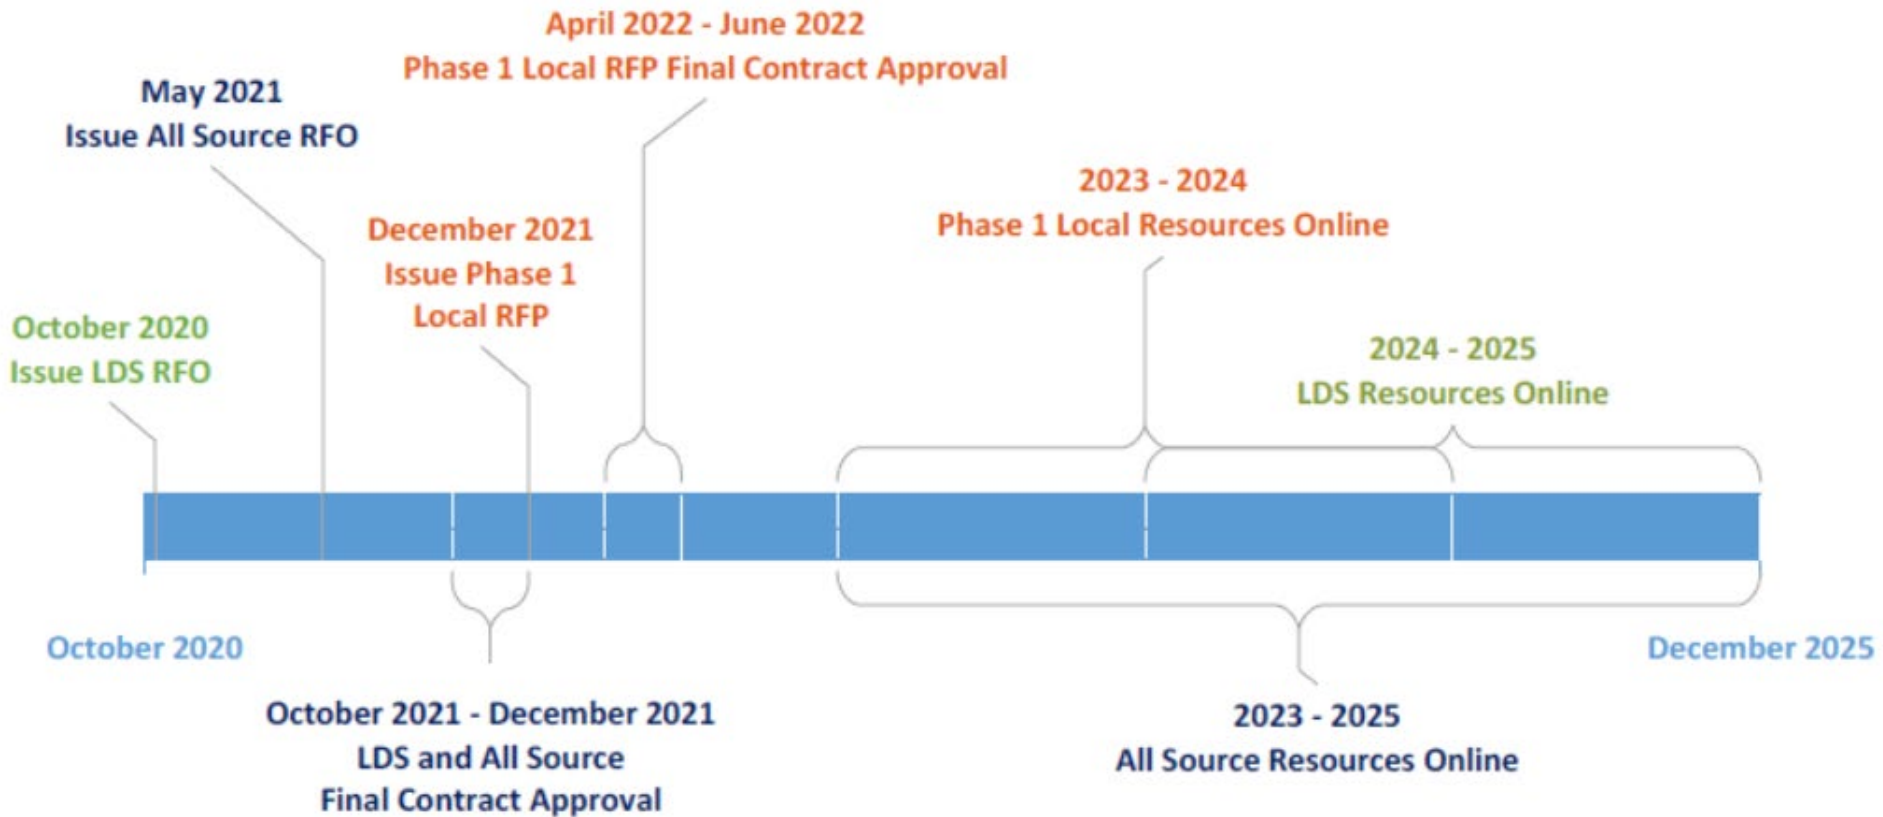 April 2022 - June 2022
Phase 1 Local RFP Final Contract Approval
May 2021
Issue All Source RFO
2023 - 2024
Phase 1 Local Resources Online
December 2021
Issue Phase 1
Local RFP
October 2020
Issue LDS RFO
2024 - 2025
LDS Resources Online
October 2020
December 2025
October 2021 - December 2021
LDS and All Source
Final Contract Approval
2023 - 2025
All Source Resources Online